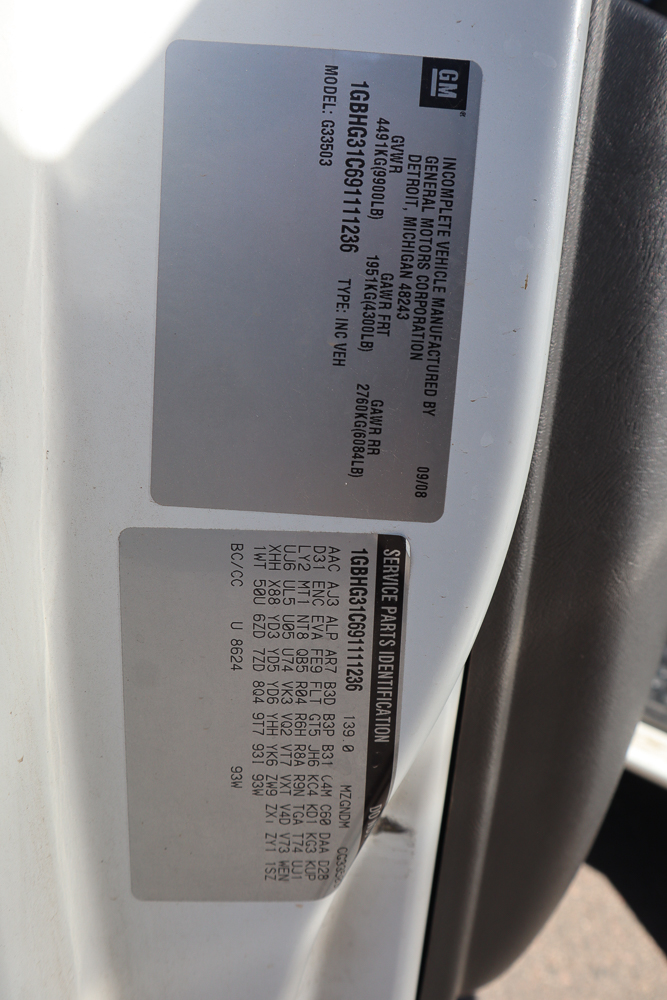 GM
INCOMPLETE VEHICLE MANUFACTURED BY
GENERAL MOTORS CORPORATION
DETROIT, MICHIGAN 48243
09/08
GVWR GAWR FRT GAWR RR
4491KG(9900LB) 1951KG(4300LB) 2760KG(6084LB)
1GBHG31C691111236 TYPE: INC VEH
MODEL: G33503
SERVICE PARTS IDENTIFICATION DO
1GBHG31C691111236 139.0 MZGNDM
AAC AJ3 ALP AR7 B3D B3P B31 C4M C60 DAA D28
D31 ENC EVA FE9 FLT GT5 JH6 KC4 KD1 KG3 KUP
LY2 MT1 NT8 QB5 R04 R6H R8A R9N TGA T74 UJ1
UJ6 UL5 U05 U74 VK3 VQ2 VT7 VXT V4D V73 WEN
XHH X88 YD3 YD5 YD6 YHH YK6 ZW9 ZX1 ZY1 1SZ
1WT 50U 6ZD 7ZD 8Q4 9T7 93I 93W
BC/CC U 8624 93W